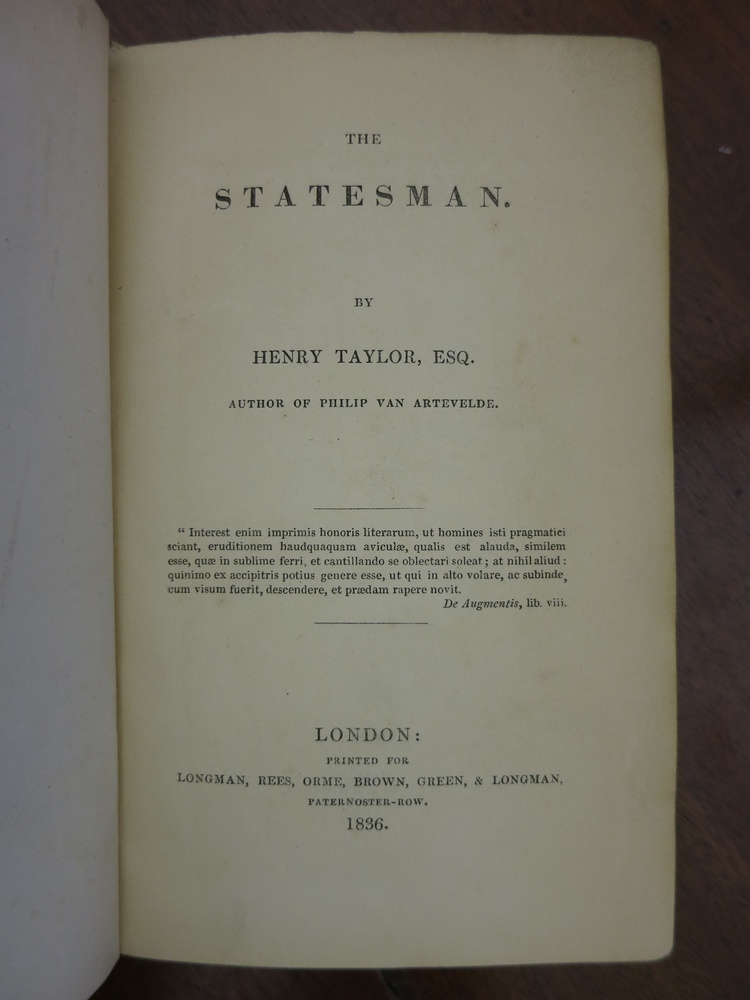 THE
STATESMAN.
BY
HENRY TAYLOR, ESQ.
AUTHOR OF PHILIP VAN ARTEVELDE.
“ Interest enim imprimis honoris literarum, ut homines isti pragmatici
sciant, eruditionem haudquaquam aviculæ, qualis est alauda, similem
esse, quæ in sublime ferri, et cantillando se oblectari soleat ; at nihil aliud :
quinimo ex accipitris potius genere esse, ut qui in alto volare, ac subinde,
cum visum fuerit, descendere, et prædam rapere novit.
De Augmentis, lib. viii.
LONDON:
PRINTED FOR
LONGMAN, REES, ORME, BROWN, GREEN, & LONGMAN,
PATERNOSTER-ROW.
1836.